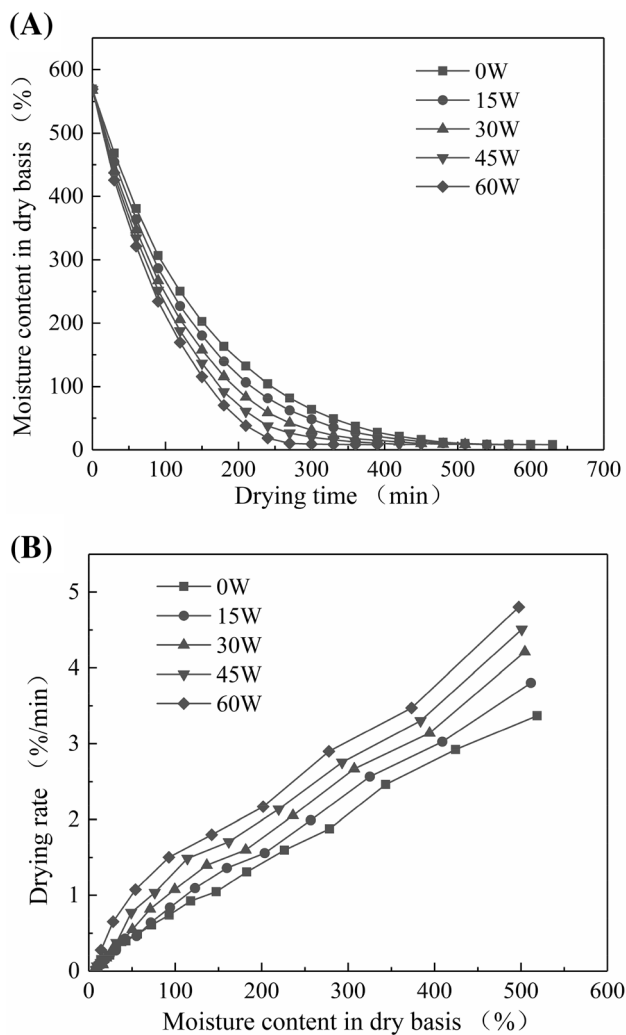 (A)
Moisture content in dry basis （%）
600
500
400
300
200
100
0
0W
15W
30W
45W
60W
0 100 200 300 400 500 600 700
Drying time （min）
(B)
Drying rate （%/min）
5
4
3
2
1
0
0W
15W
30W
45W
60W
0 100 200 300 400 500 600
Moisture content in dry basis （%）